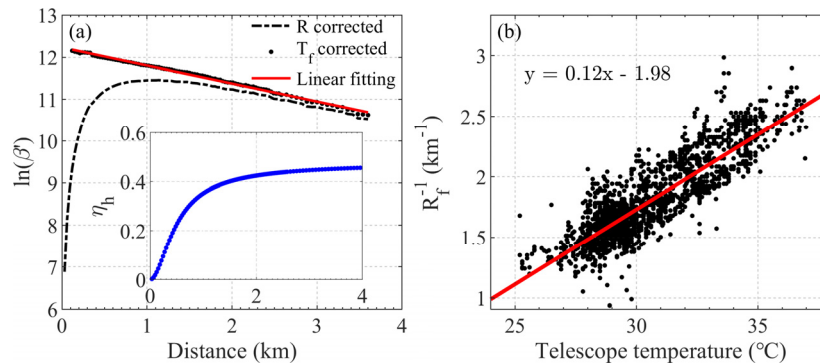 (a)
R corrected
T_f corrected
Linear fitting
13
12
11
10
9
8
7
6
ln(β')
0
1
2
3
4
Distance (km)
0.6
0.4
0.2
0
η_h
0
2
4
(b)
y = 0.12x - 1.98
3
2.5
2
1.5
1
R_f^-1 (km^-1)
25
30
35
Telescope temperature (°C)